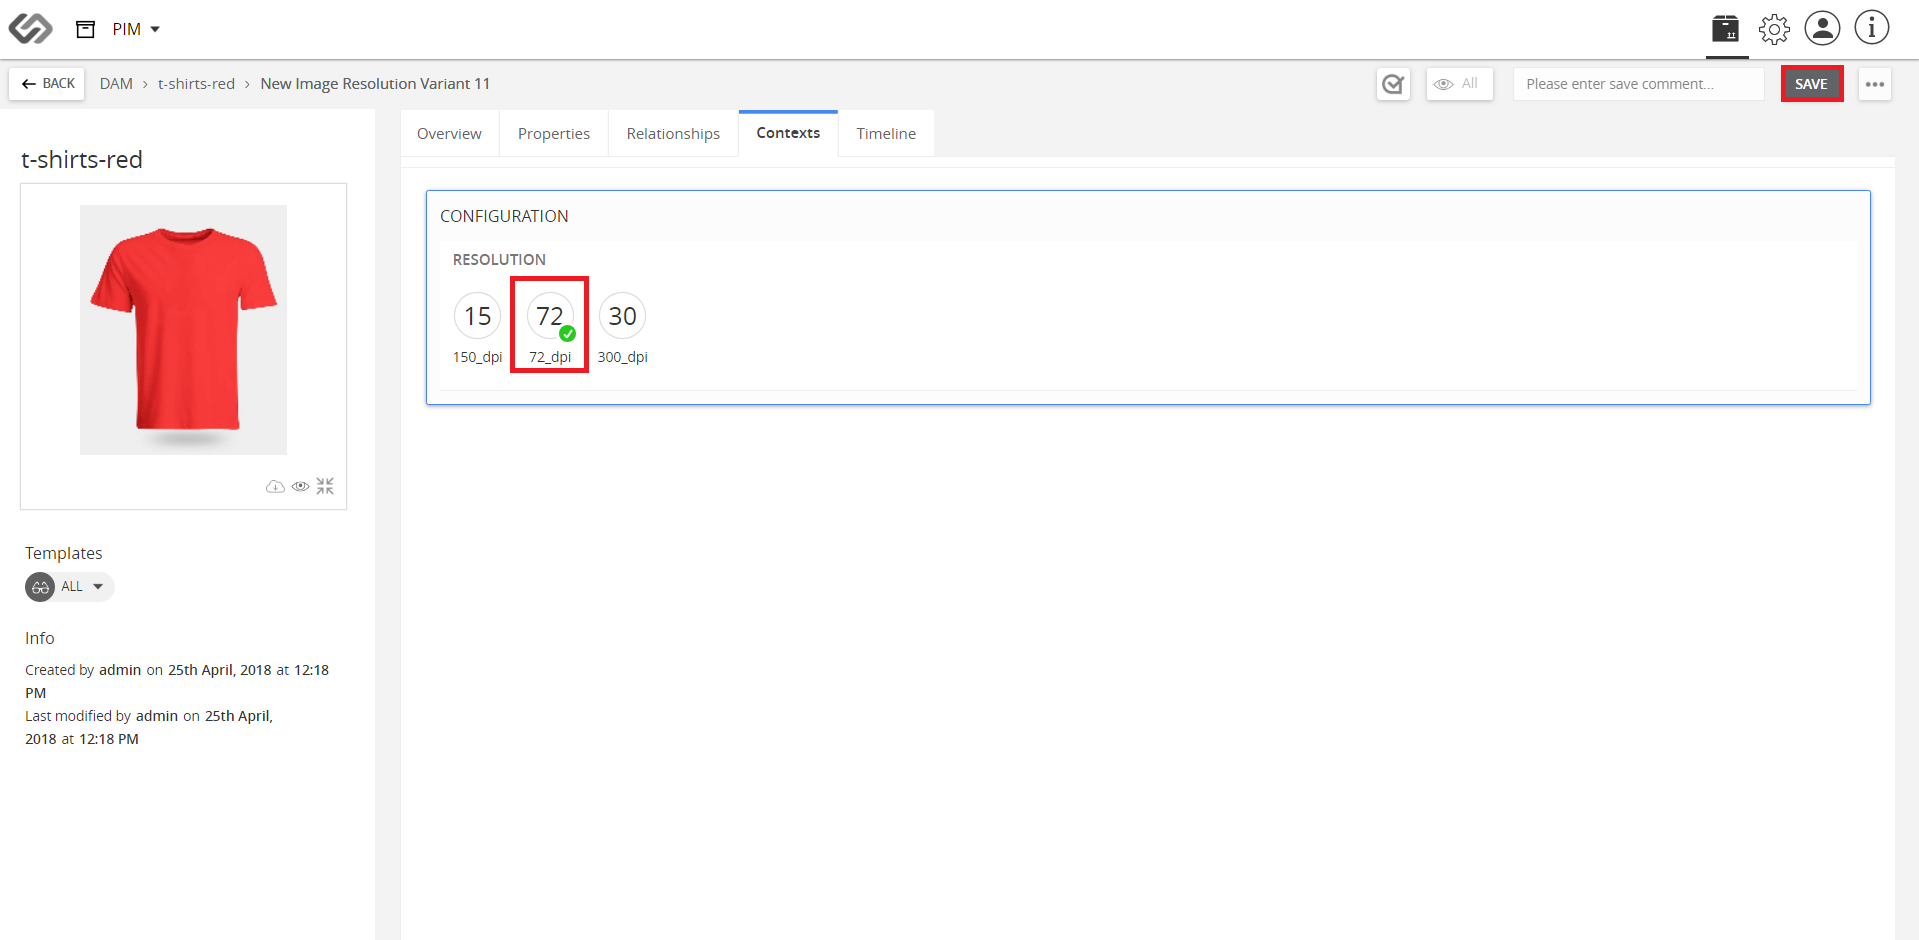 PIM
BACK
DAM › t-shirts-red › New Image Resolution Variant 11
All
Please enter save comment...
SAVE
t-shirts-red
Templates
ALL
Info
Created by admin on 25th April, 2018 at 12:18
PM
Last modified by admin on 25th April,
2018 at 12:18 PM
Overview
Properties
Relationships
Contexts
Timeline
CONFIGURATION
RESOLUTION
15
72
30
150_dpi
72_dpi
300_dpi